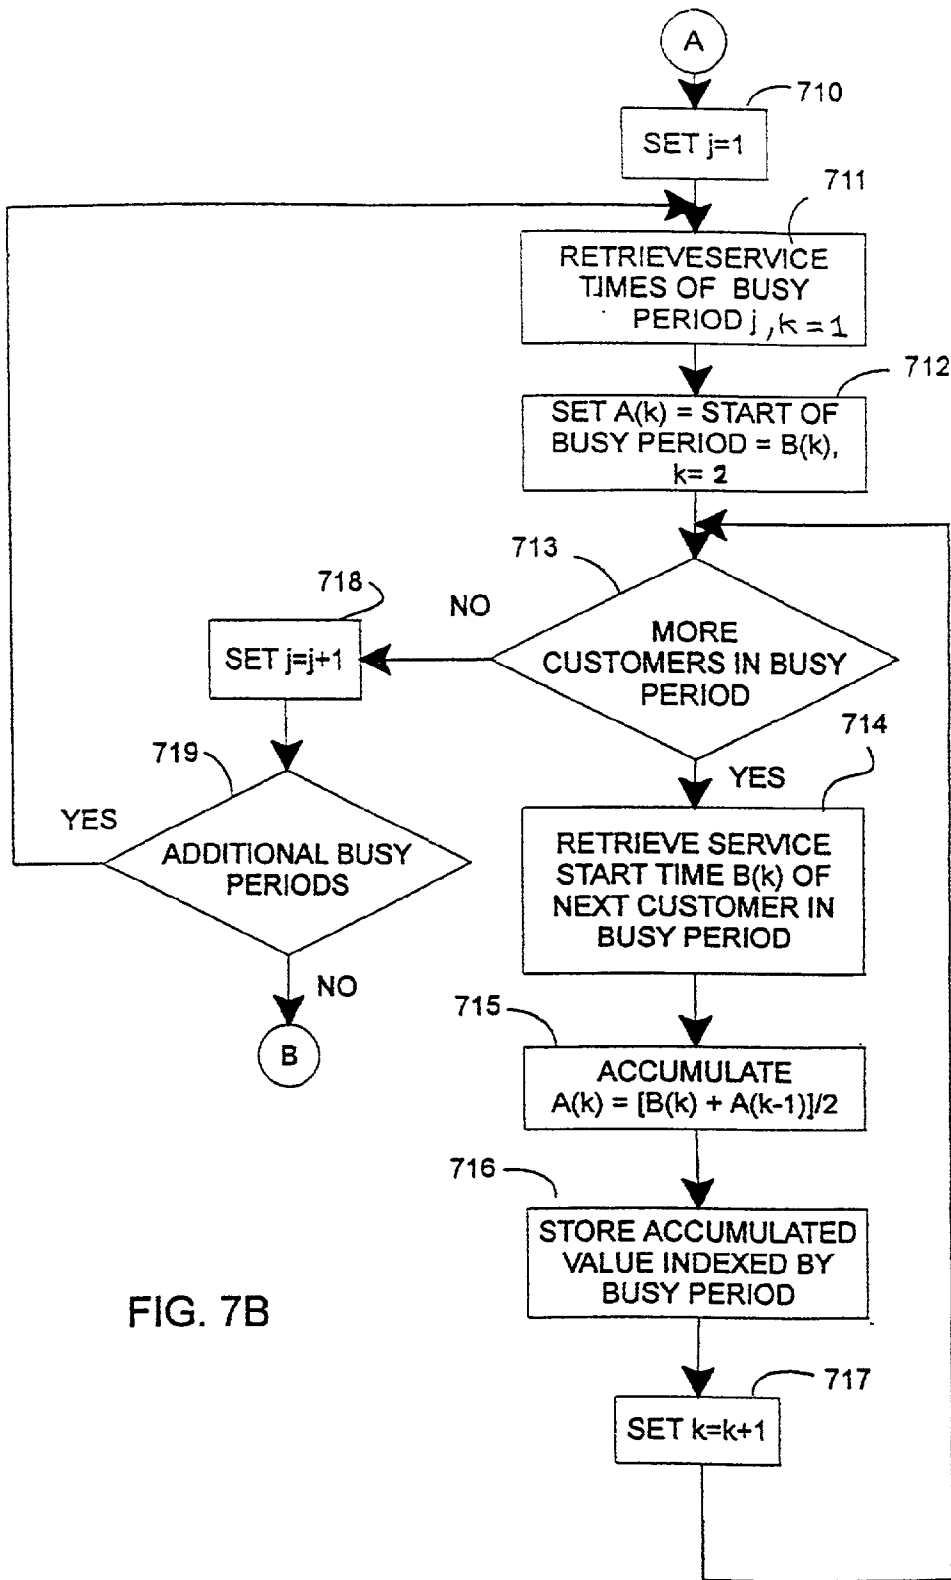 A
710
SET j=1
711
RETRIEVESERVICE
TIMES OF BUSY
PERIOD j, k=1
712
SET A(k) = START OF
BUSY PERIOD = B(k),
k= 2
713
718
NO
MORE
CUSTOMERS IN BUSY
PERIOD
SET j=j+1
719
714
YES
YES
ADDITIONAL BUSY
PERIODS
RETRIEVE SERVICE
START TIME B(k) OF
NEXT CUSTOMER IN
BUSY PERIOD
NO
715
B
ACCUMULATE
A(k) = [B(k) + A(k-1)]/2
716
STORE ACCUMULATED
VALUE INDEXED BY
BUSY PERIOD
FIG. 7B
717
SET k=k+1